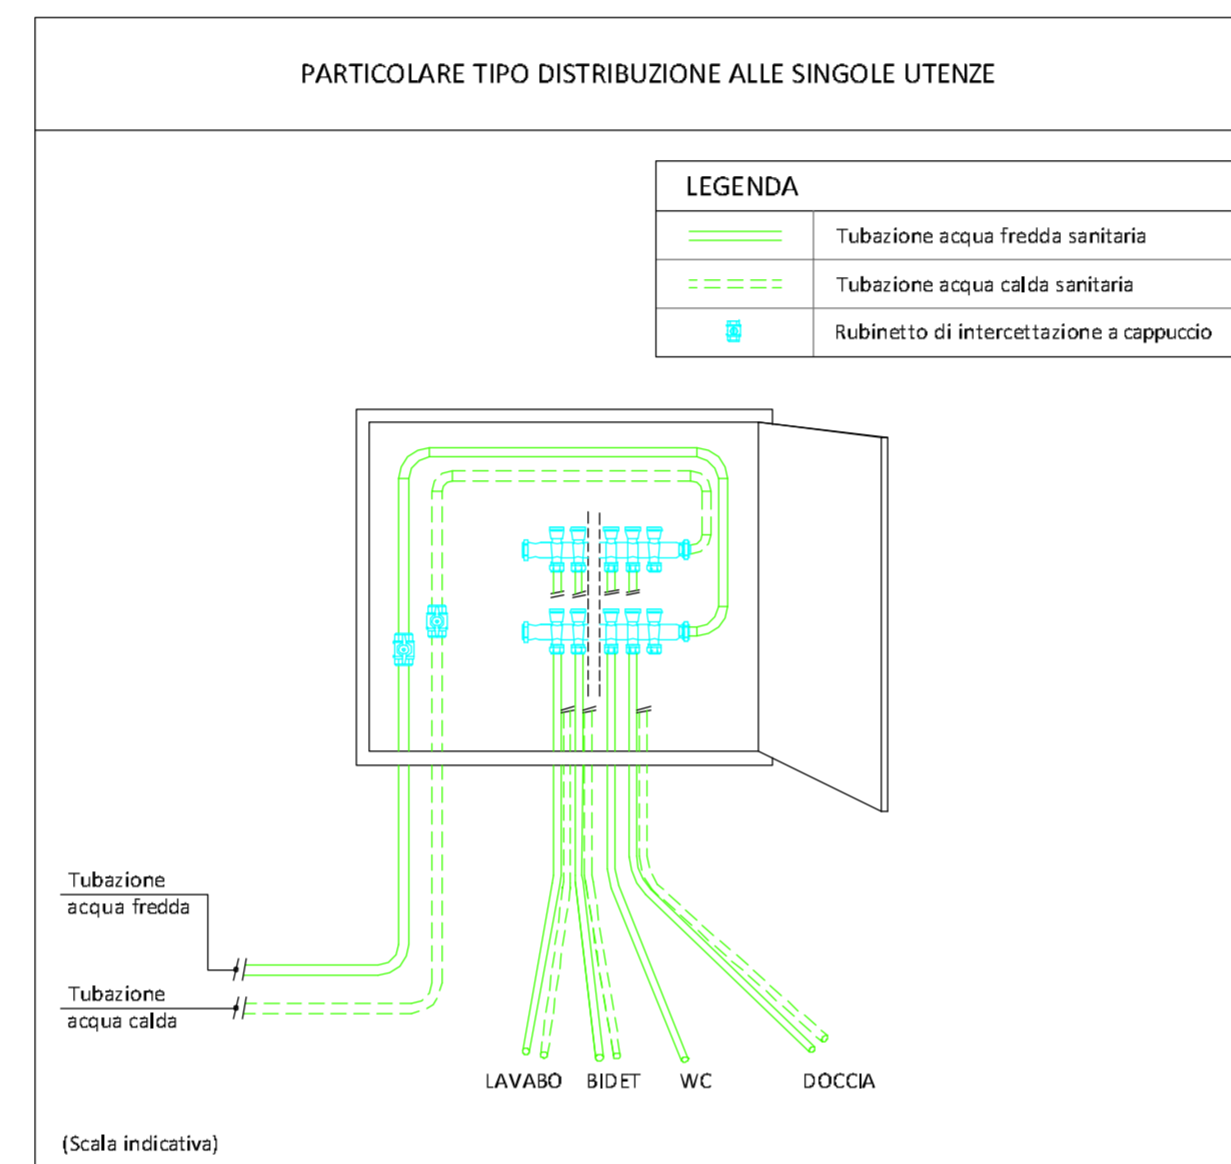 PARTICOLARE TIPO DISTRIBUZIONE ALLE SINGOLE UTENZE
LEGENDA
Tubazione acqua fredda sanitaria
Tubazione acqua calda sanitaria
Rubinetto di intercettazione a cappuccio
Tubazione
acqua fredda
Tubazione
acqua calda
LAVABO BIDET WC DOCCIA
(Scala indicativa)